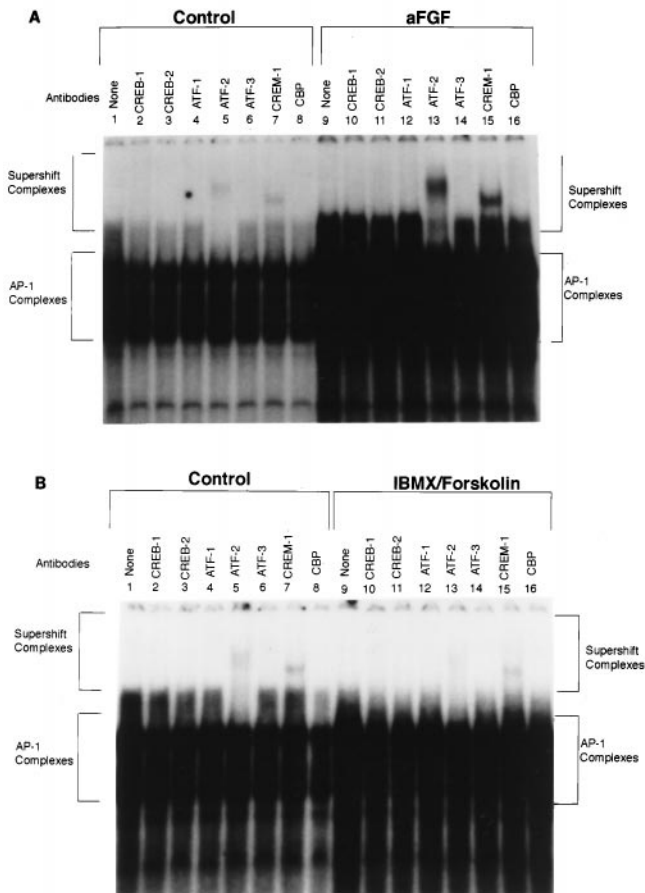 A
Control
aFGF
Antibodies
None
CREB-1
CREB-2
ATF-1
ATF-2
ATF-3
CREM-1
CBP
None
CREB-1
CREB-2
ATF-1
ATF-2
ATF-3
CREM-1
CBP
1 2 3 4 5 6 7 8 9 10 11 12 13 14 15 16
Supershift
Complexes
Supershift
Complexes
AP-1
Complexes
AP-1
Complexes
B
Control
IBMX/Forskolin
Antibodies
None
CREB-1
CREB-2
ATF-1
ATF-2
ATF-3
CREM-1
CBP
None
CREB-1
CREB-2
ATF-1
ATF-2
ATF-3
CREM-1
CBP
1 2 3 4 5 6 7 8 9 10 11 12 13 14 15 16
Supershift
Complexes
Supershift
Complexes
AP-1
Complexes
AP-1
Complexes